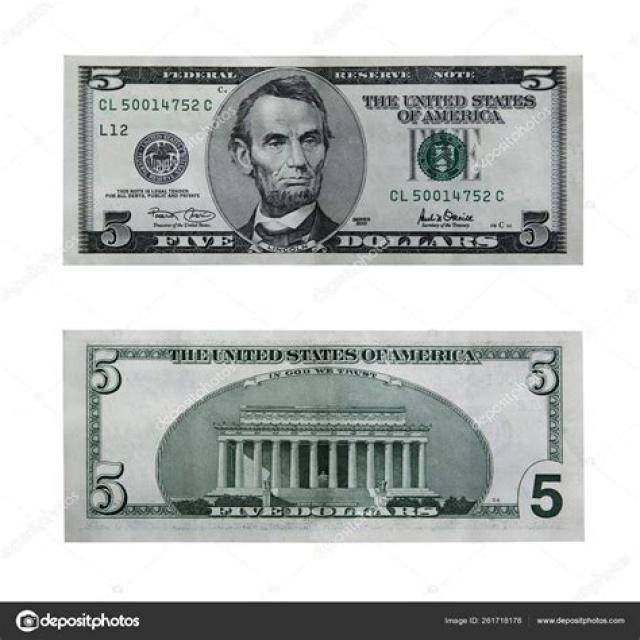 5 FEDERAL RESERVE NOTE 5
C
CL 50014752 C
THE UNITED STATES
OF AMERICA
L12
FIVE
THIS NOTE IS LEGAL TENDER
FOR ALL DEBTS, PUBLIC AND PRIVATE
CL 50014752 C
SERIES
2001
Treasurer of the United States.
Secretary of the Treasury.
5 FIVE DOLLARS 5
LINCOLN
THE UNITED STATES OF AMERICA
5 5
IN GOD WE TRUST
5 5
FIVE DOLLARS
depositphotos
Image ID: 261718176 www.depositphotos.com